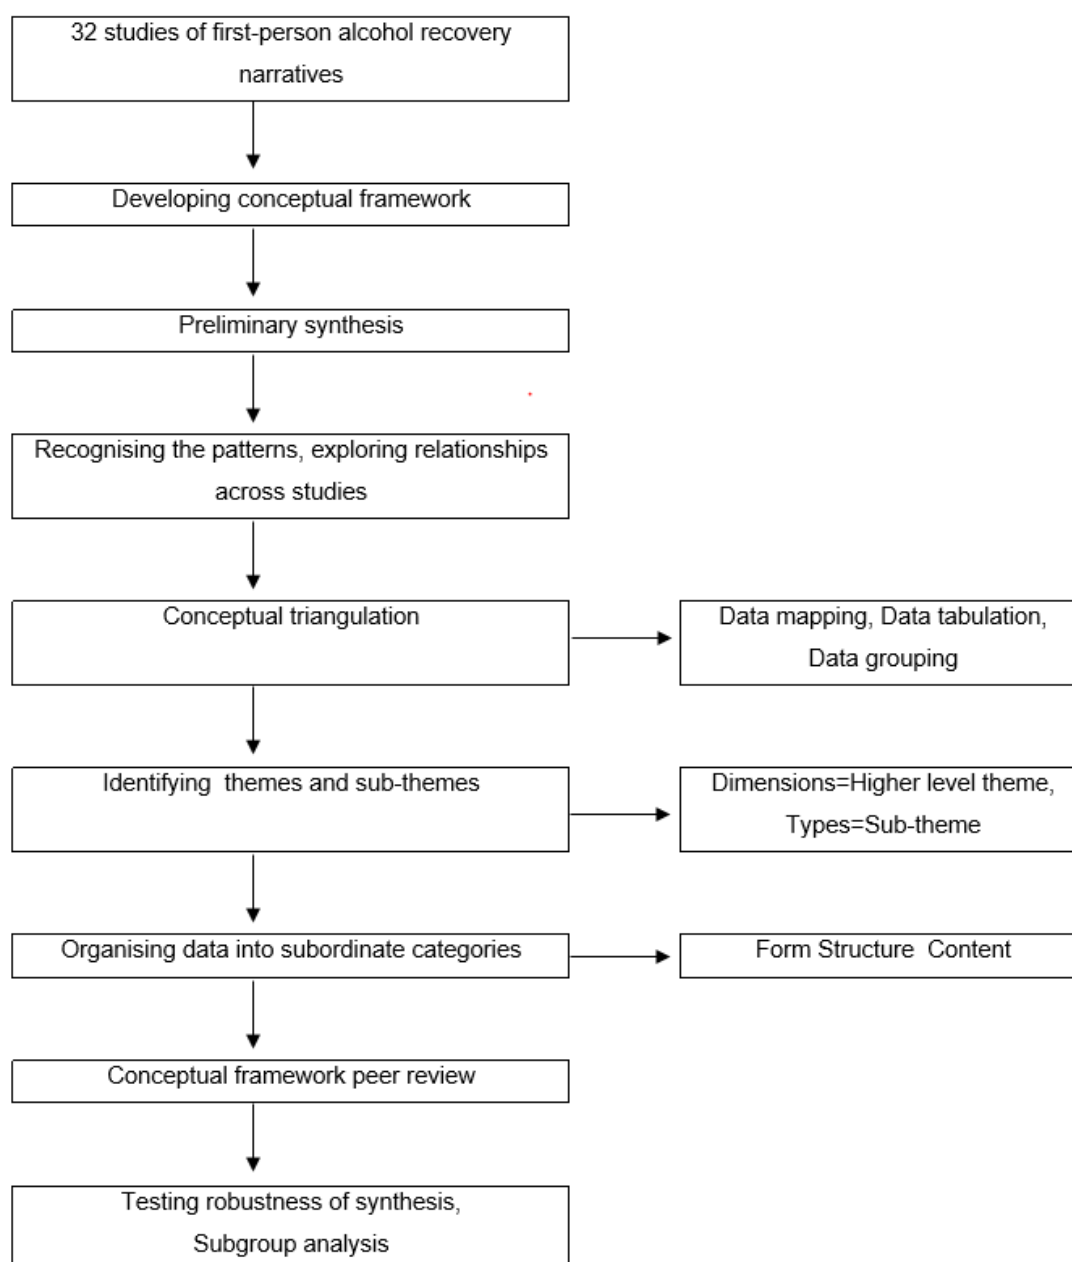 32 studies of first-person alcohol recovery
narratives
Developing conceptual framework
Preliminary synthesis
Recognising the patterns, exploring relationships
across studies
Conceptual triangulation
Data mapping, Data tabulation,
Data grouping
Identifying themes and sub-themes
Dimensions=Higher level theme,
Types=Sub-theme
Organising data into subordinate categories
Form Structure Content
Conceptual framework peer review
Testing robustness of synthesis,
Subgroup analysis